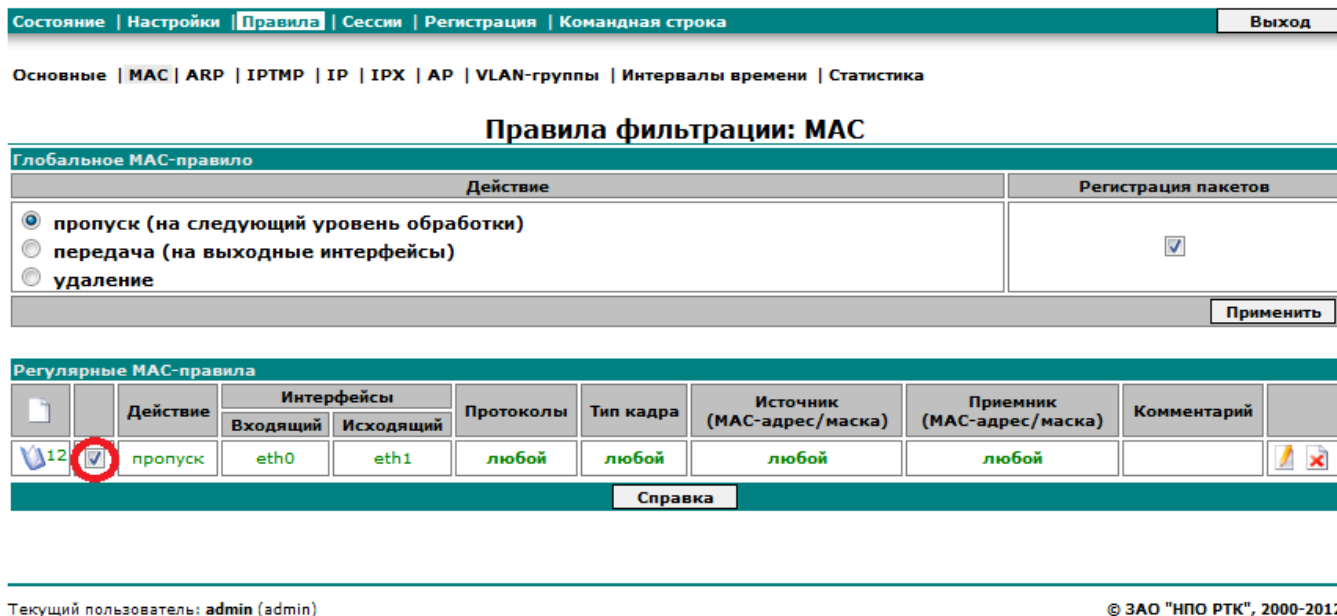 Состояние | Настройки | Правила | Сессии | Регистрация | Командная строка Выход
Основные | MAC | ARP | IPTMP | IP | IPX | AP | VLAN-группы | Интервалы времени | Статистика
Правила фильтрации: MAC
Глобальное MAC-правило
Действие Регистрация пакетов
пропуск (на следующий уровень обработки)
передача (на выходные интерфейсы)
удаление
Применить
Регулярные MAC-правила
Действие Интерфейсы Протоколы Тип кадра Источник (MAC-адрес/маска) Приемник (MAC-адрес/маска) Комментарий
Входящий Исходящий
12 пропуск eth0 eth1 любой любой любой любой
Справка
Текущий пользователь: admin (admin) © ЗАО "НПО РТК", 2000-2012